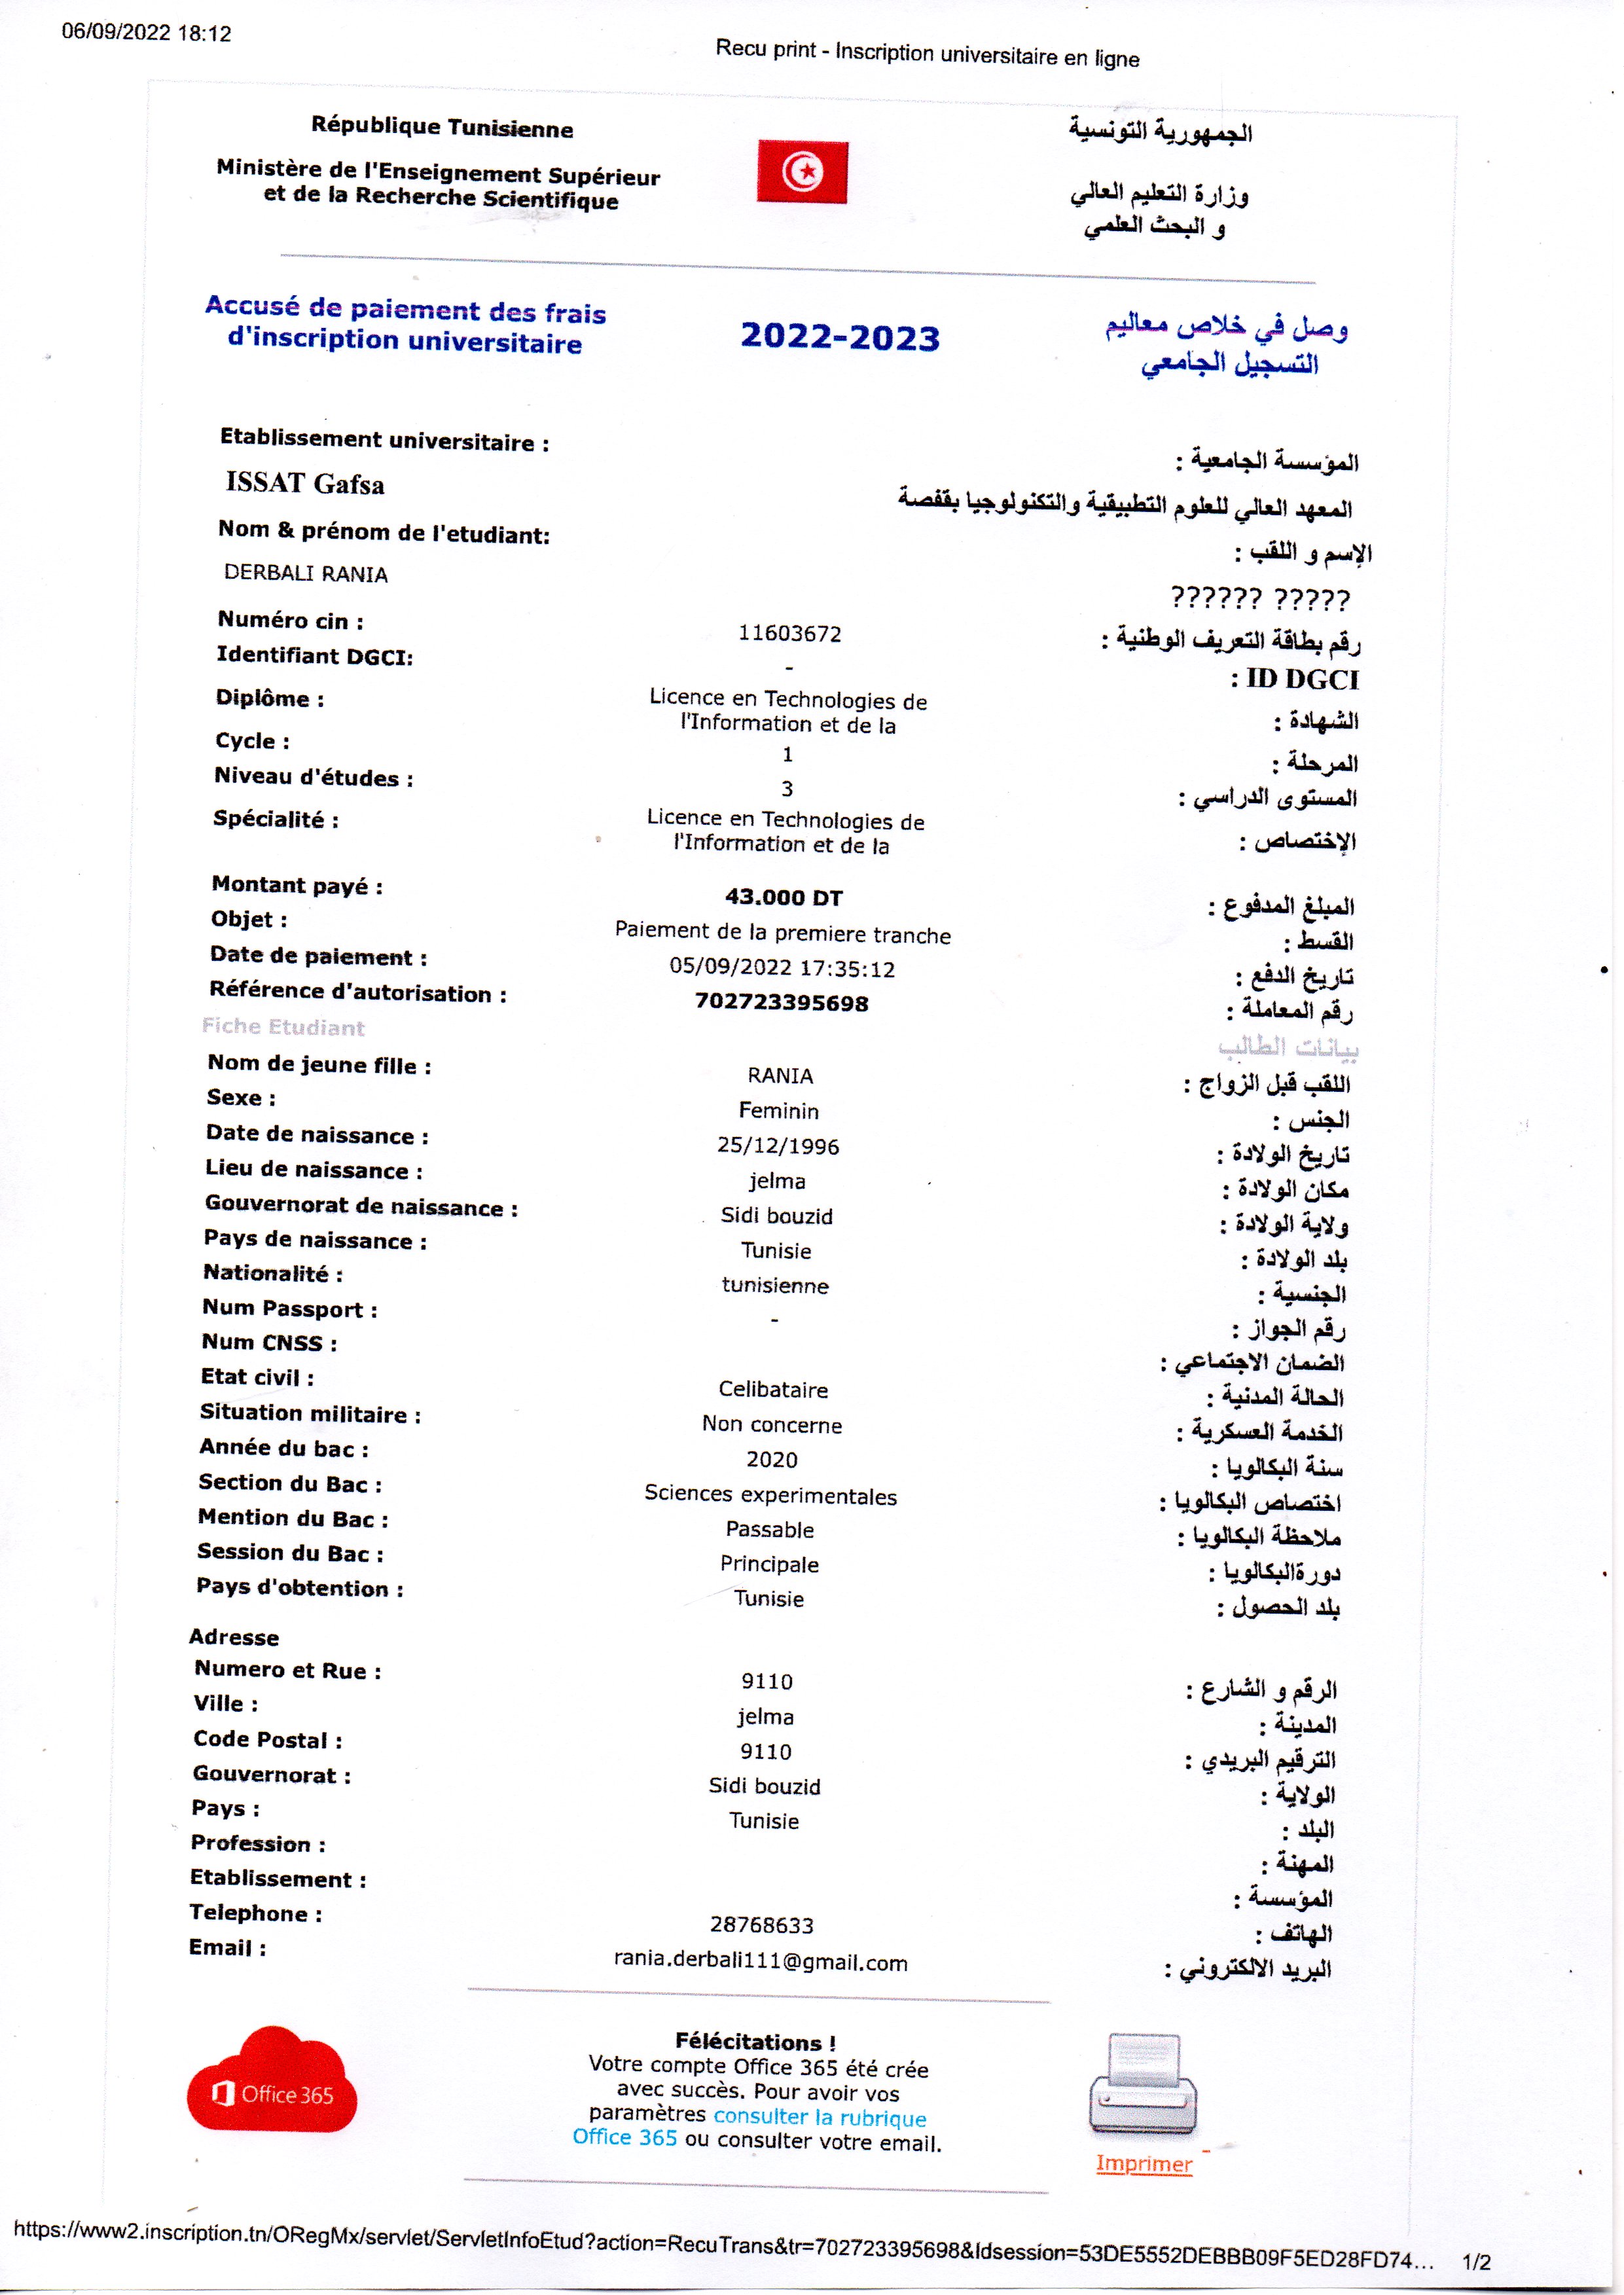 06/09/2022 18:12
Recu print - Inscription universitaire en ligne
République Tunisienne
الجمهورية التونسية
Ministère de l'Enseignement Supérieur
et de la Recherche Scientifique
وزارة التعليم العالي
و البحث العلمي
Accusé de paiement des frais
d'inscription universitaire
2022-2023
وصل في خلاص معاليم
التسجيل الجامعي
Etablissement universitaire :
المؤسسة الجامعية :
ISSAT Gafsa
المعهد العالي للعلوم التطبيقية والتكنولوجيا بقفصة
Nom & prénom de l'etudiant:
الإسم و اللقب :
DERBALI RANIA
?????? ?????
Numéro cin : 11603672 رقم بطاقة التعريف الوطنية :
Identifiant DGCI: - : ID DGCI
Diplôme : Licence en Technologies de
l'Information et de la الشهادة :
Cycle : 1 المرحلة :
Niveau d'études : 3 المستوى الدراسي :
Spécialité : Licence en Technologies de
l'Information et de la الإختصاص :
Montant payé : 43.000 DT المبلغ المدفوع :
Objet : Paiement de la premiere tranche القسط :
Date de paiement : 05/09/2022 17:35:12 تاريخ الدفع :
Référence d'autorisation : 702723395698 رقم المعاملة :
Fiche Etudiant بيانات الطالب
Nom de jeune fille : RANIA اللقب قبل الزواج :
Sexe : Feminin الجنس :
Date de naissance : 25/12/1996 تاريخ الولادة :
Lieu de naissance : jelma مكان الولادة :
Gouvernorat de naissance : Sidi bouzid ولاية الولادة :
Pays de naissance : Tunisie بلد الولادة :
Nationalité : tunisienne الجنسية :
Num Passport : - رقم الجواز :
Num CNSS : الضمان الاجتماعي :
Etat civil : Celibataire الحالة المدنية :
Situation militaire : Non concerne الخدمة العسكرية :
Année du bac : 2020 سنة البكالويا :
Section du Bac : Sciences experimentales اختصاص البكالويا :
Mention du Bac : Passable ملاحظة البكالويا :
Session du Bac : Principale دورةالبكالويا :
Pays d'obtention : Tunisie بلد الحصول :
Adresse
Numero et Rue : 9110 الرقم و الشارع :
Ville : jelma المدينة :
Code Postal : 9110 الترقيم البريدي :
Gouvernorat : Sidi bouzid الولاية :
Pays : Tunisie البلد :
Profession : المهنة :
Etablissement : المؤسسة :
Telephone : 28768633 الهاتف :
Email : rania.derbali111@gmail.com البريد الالكتروني :
Office 365
Félécitations !
Votre compte Office 365 été crée
avec succès. Pour avoir vos
paramètres consulter la rubrique
Office 365 ou consulter votre email.
Imprimer
https://www2.inscription.tn/ORegMx/servlet/ServletInfoEtud?action=RecuTrans&tr=702723395698&Idsession=53DE5552DEBBB09F5ED28FD74... 1/2